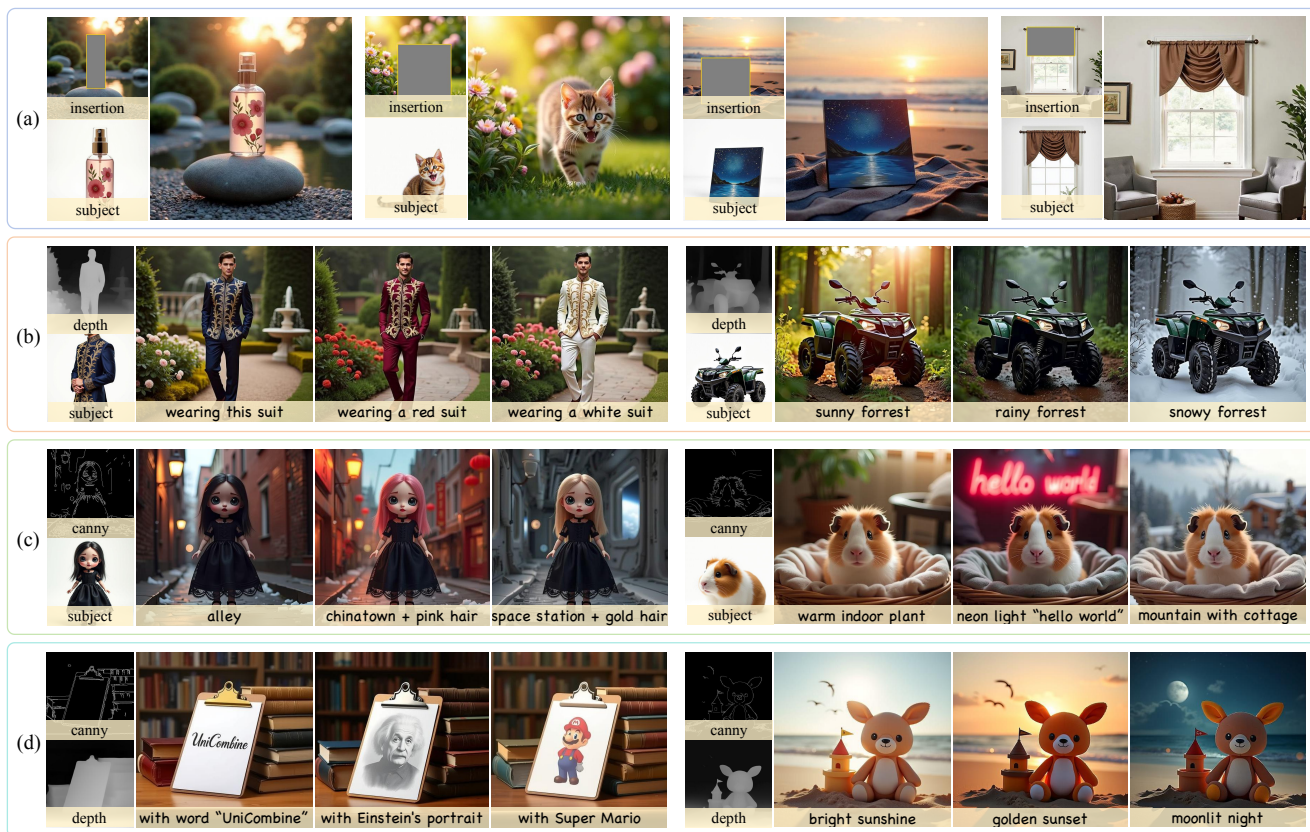 (a)
insertion
subject
insertion
subject
insertion
subject
insertion
subject
(b)
depth
subject
wearing this suit
wearing a red suit
wearing a white suit
depth
subject
sunny forrest
rainy forrest
snowy forrest
(c)
canny
subject
alley
chinatown + pink hair
space station + gold hair
canny
subject
warm indoor plant
hello world
neon light "hello world"
mountain with cottage
(d)
canny
depth
UniCombine
with word "UniCombine"
with Einstein's portrait
with Super Mario
canny
depth
bright sunshine
golden sunset
moonlit night